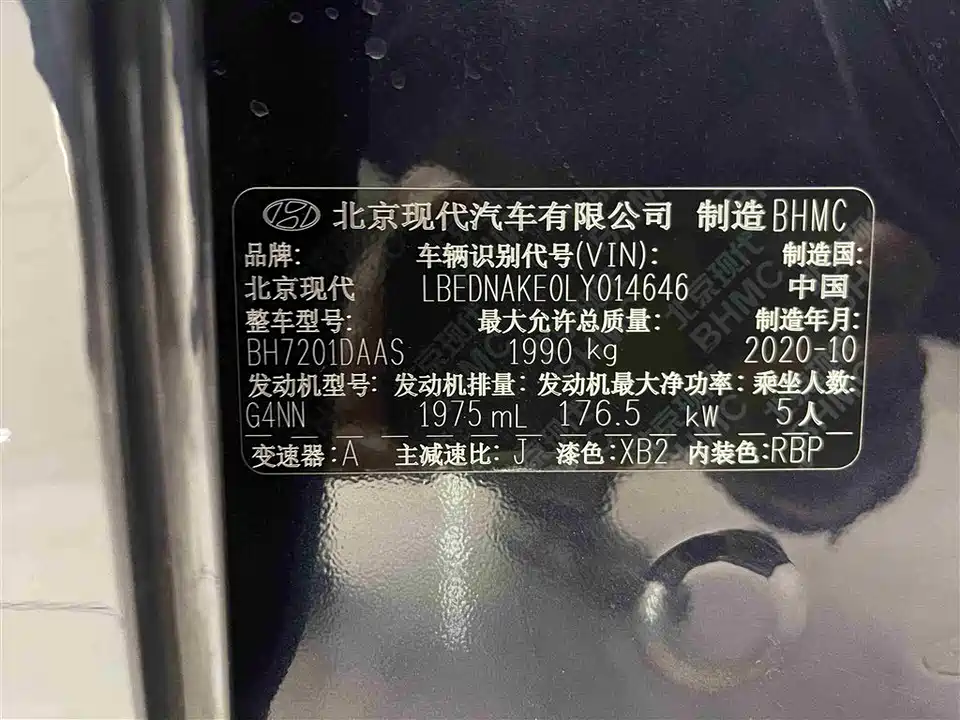 北京现代汽车有限公司 制造BHMC
品牌: 车辆识别代号(VIN): 制造国:
北京现代 LBEDNAKE0LY014646 中国
整车型号: 最大允许总质量: 制造年月:
BH7201DAAS 1990 kg 2020-10
发动机型号: 发动机排量: 发动机最大净功率: 乘坐人数:
G4NN 1975 mL 176.5 kW 5人
变速器:A 主减速比:J 漆色:XB2 内装色:RBP
北京现代
BHMC